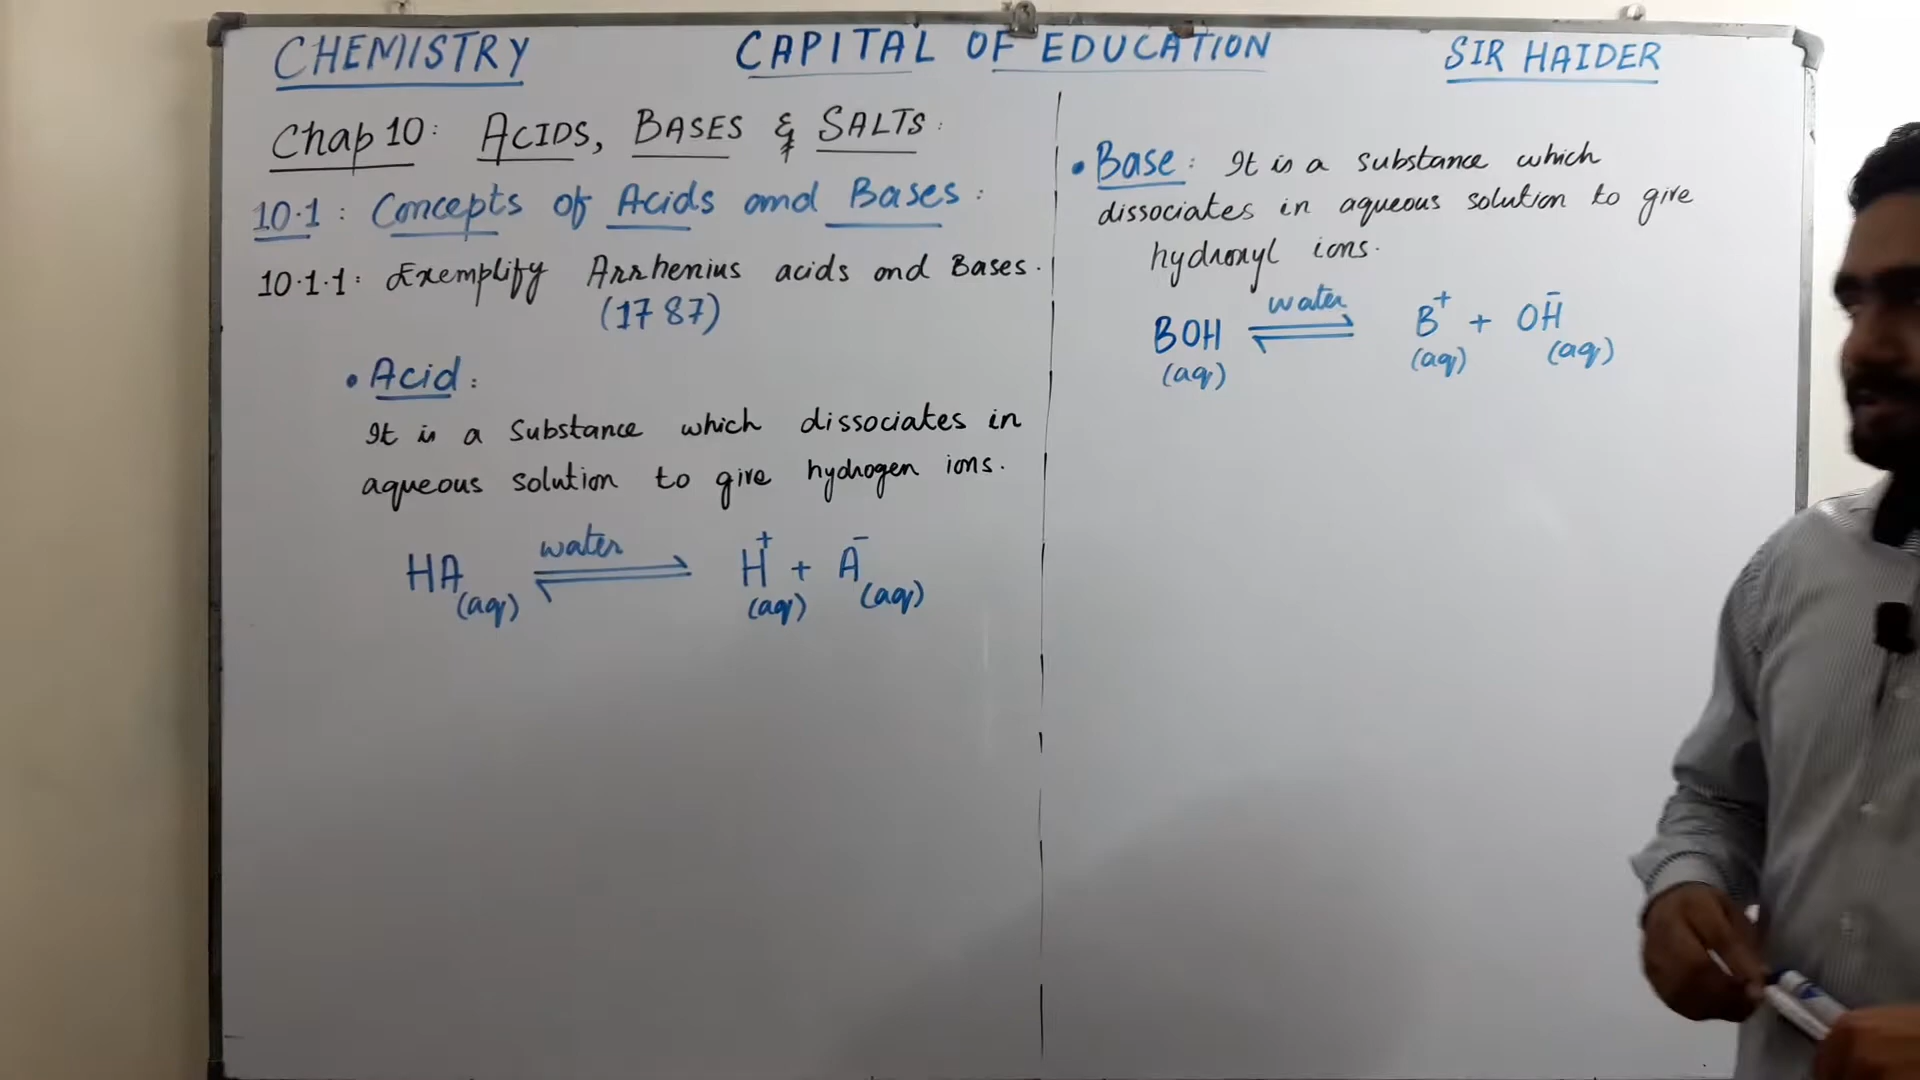 CHEMISTRY CAPITAL OF EDUCATION SIR HAIDER
Chap 10: ACIDS, BASES & SALTS:
10.1: Concepts of Acids and Bases:
10.1.1: Exemplify Arrhenius acids and Bases.
(1787)
• Acid:
It is a Substance which dissociates in
aqueous solution to give hydrogen ions.
HA(aq) ⇌ water H⁺(aq) + A⁻(aq)
• Base: It is a substance which
dissociates in aqueous solution to give
hydroxyl ions.
BOH(aq) ⇌ water B⁺(aq) + OH⁻(aq)